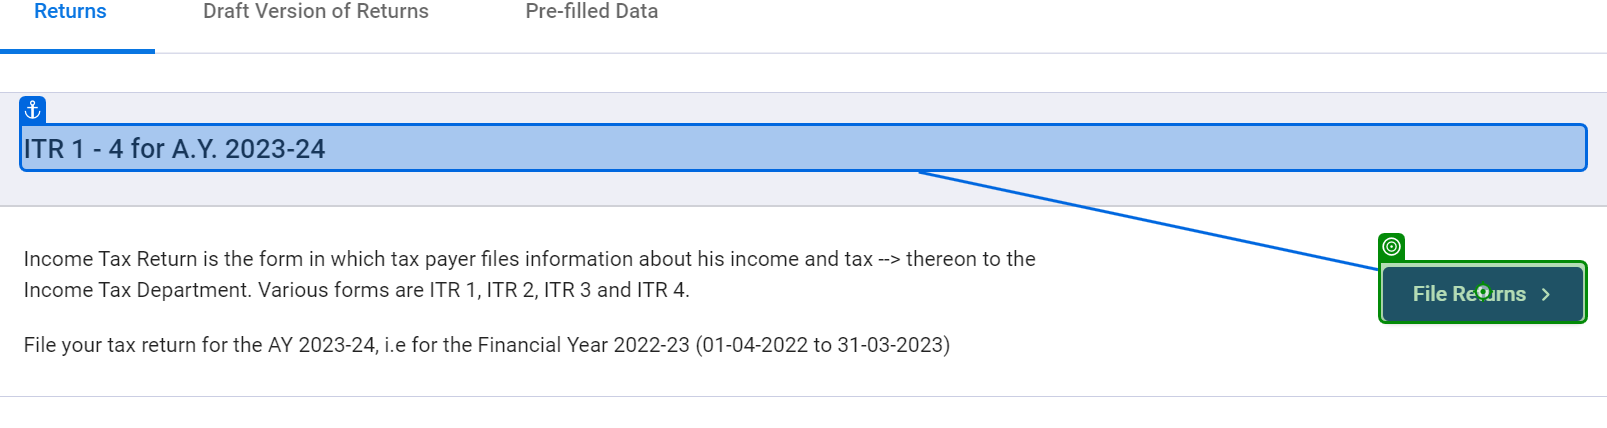 Returns Draft Version of Returns Pre-filled Data
ITR 1 - 4 for A.Y. 2023-24
Income Tax Return is the form in which tax payer files information about his income and tax --> thereon to the
Income Tax Department. Various forms are ITR 1, ITR 2, ITR 3 and ITR 4.
File Returns
File your tax return for the AY 2023-24, i.e for the Financial Year 2022-23 (01-04-2022 to 31-03-2023)